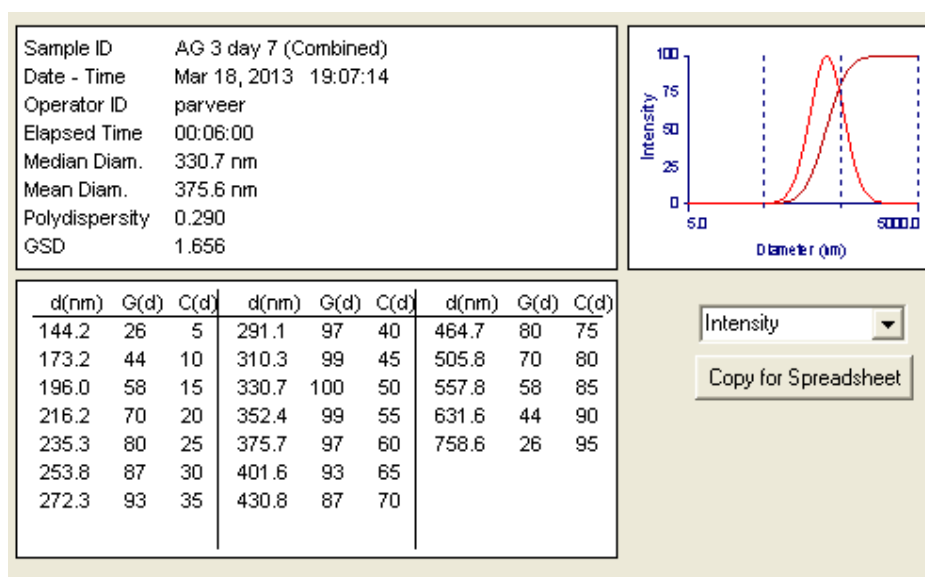 Sample ID AG 3 day 7 (Combined)
Date - Time Mar 18, 2013 19:07:14
Operator ID parveer
Elapsed Time 00:06:00
Median Diam. 330.7 nm
Mean Diam. 375.6 nm
Polydispersity 0.290
GSD 1.656
100
75
50
25
0
Intensity
5.0 5000.0
Diameter (nm)
d(nm) G(d) C(d) d(nm) G(d) C(d) d(nm) G(d) C(d)
144.2 26 5 291.1 97 40 464.7 80 75
173.2 44 10 310.3 99 45 505.8 70 80
196.0 58 15 330.7 100 50 557.8 58 85
216.2 70 20 352.4 99 55 631.6 44 90
235.3 80 25 375.7 97 60 758.6 26 95
253.8 87 30 401.6 93 65
272.3 93 35 430.8 87 70
Intensity
Copy for Spreadsheet